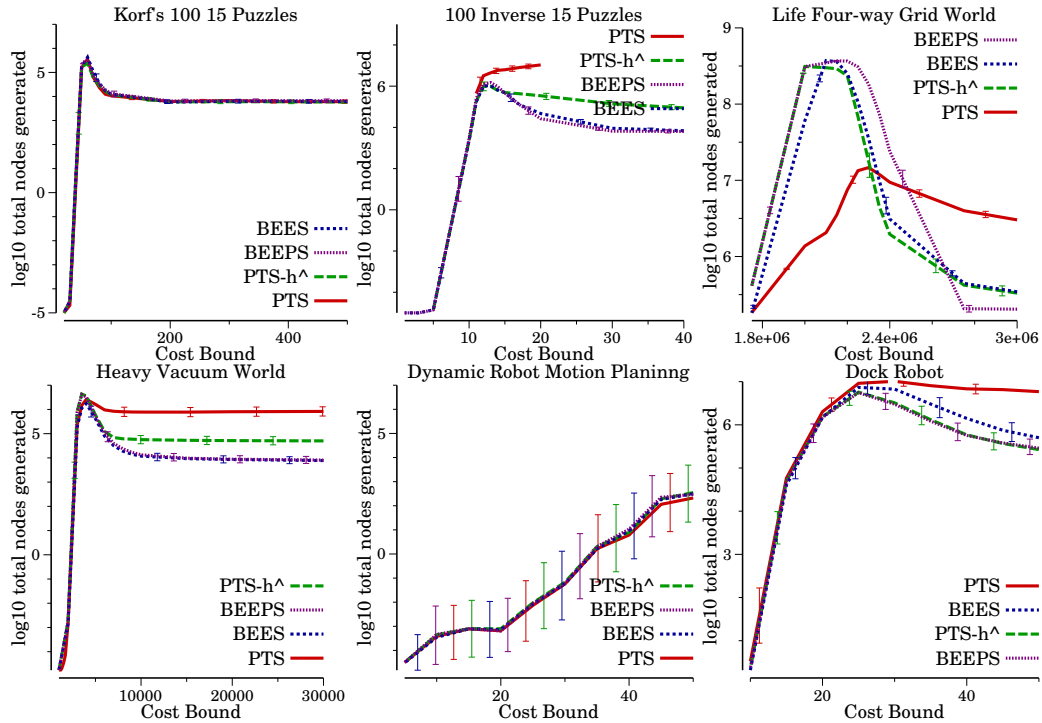 Korf's 100 15 Puzzles
log10 total nodes generated
5
0
-5
BEES
BEEPS
PTS-h^
PTS
200
400
Cost Bound
100 Inverse 15 Puzzles
log10 total nodes generated
6
0
PTS
PTS-h^
BEEPS
BEES
10
20
30
40
Cost Bound
Life Four-way Grid World
log10 total nodes generated
9
8
7
6
BEEPS
BEES
PTS-h^
PTS
1.8e+06
2.4e+06
3e+06
Cost Bound
Heavy Vacuum World
log10 total nodes generated
5
0
PTS-h^
BEEPS
BEES
PTS
10000
20000
30000
Cost Bound
Dynamic Robot Motion Planinng
log10 total nodes generated
5
0
PTS-h^
BEEPS
BEES
PTS
20
40
Cost Bound
Dock Robot
log10 total nodes generated
6
3
PTS
BEES
PTS-h^
BEEPS
20
40
Cost Bound